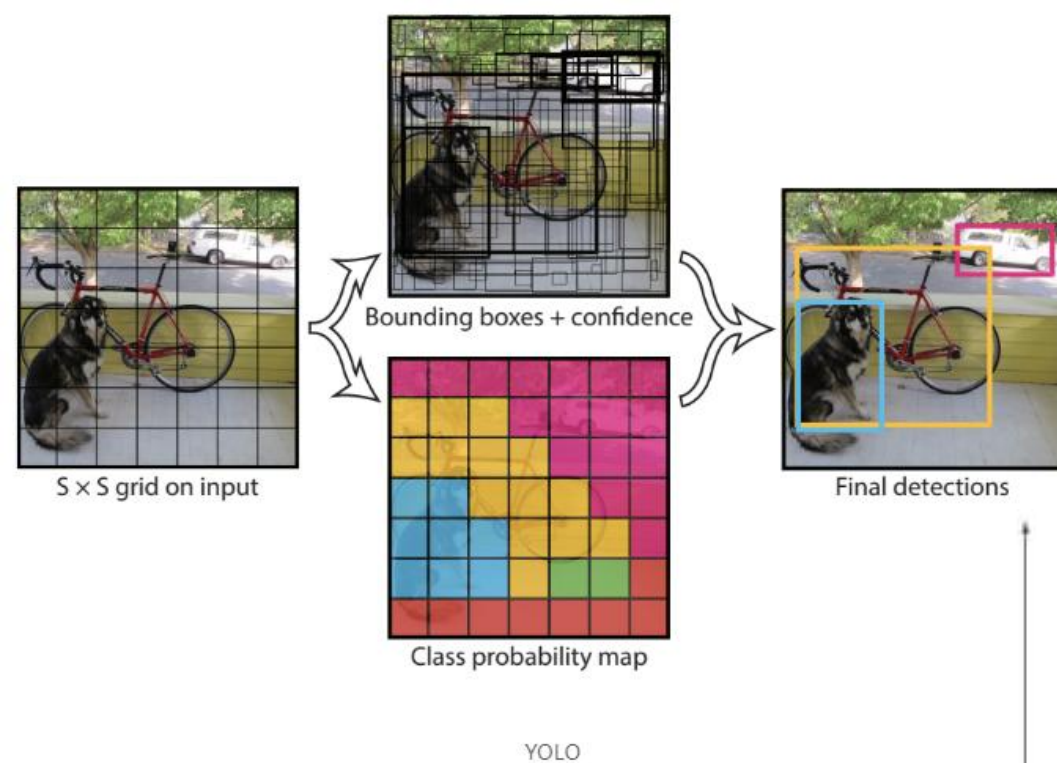 Bounding boxes + confidence
S × S grid on input
Final detections
Class probability map
YOLO